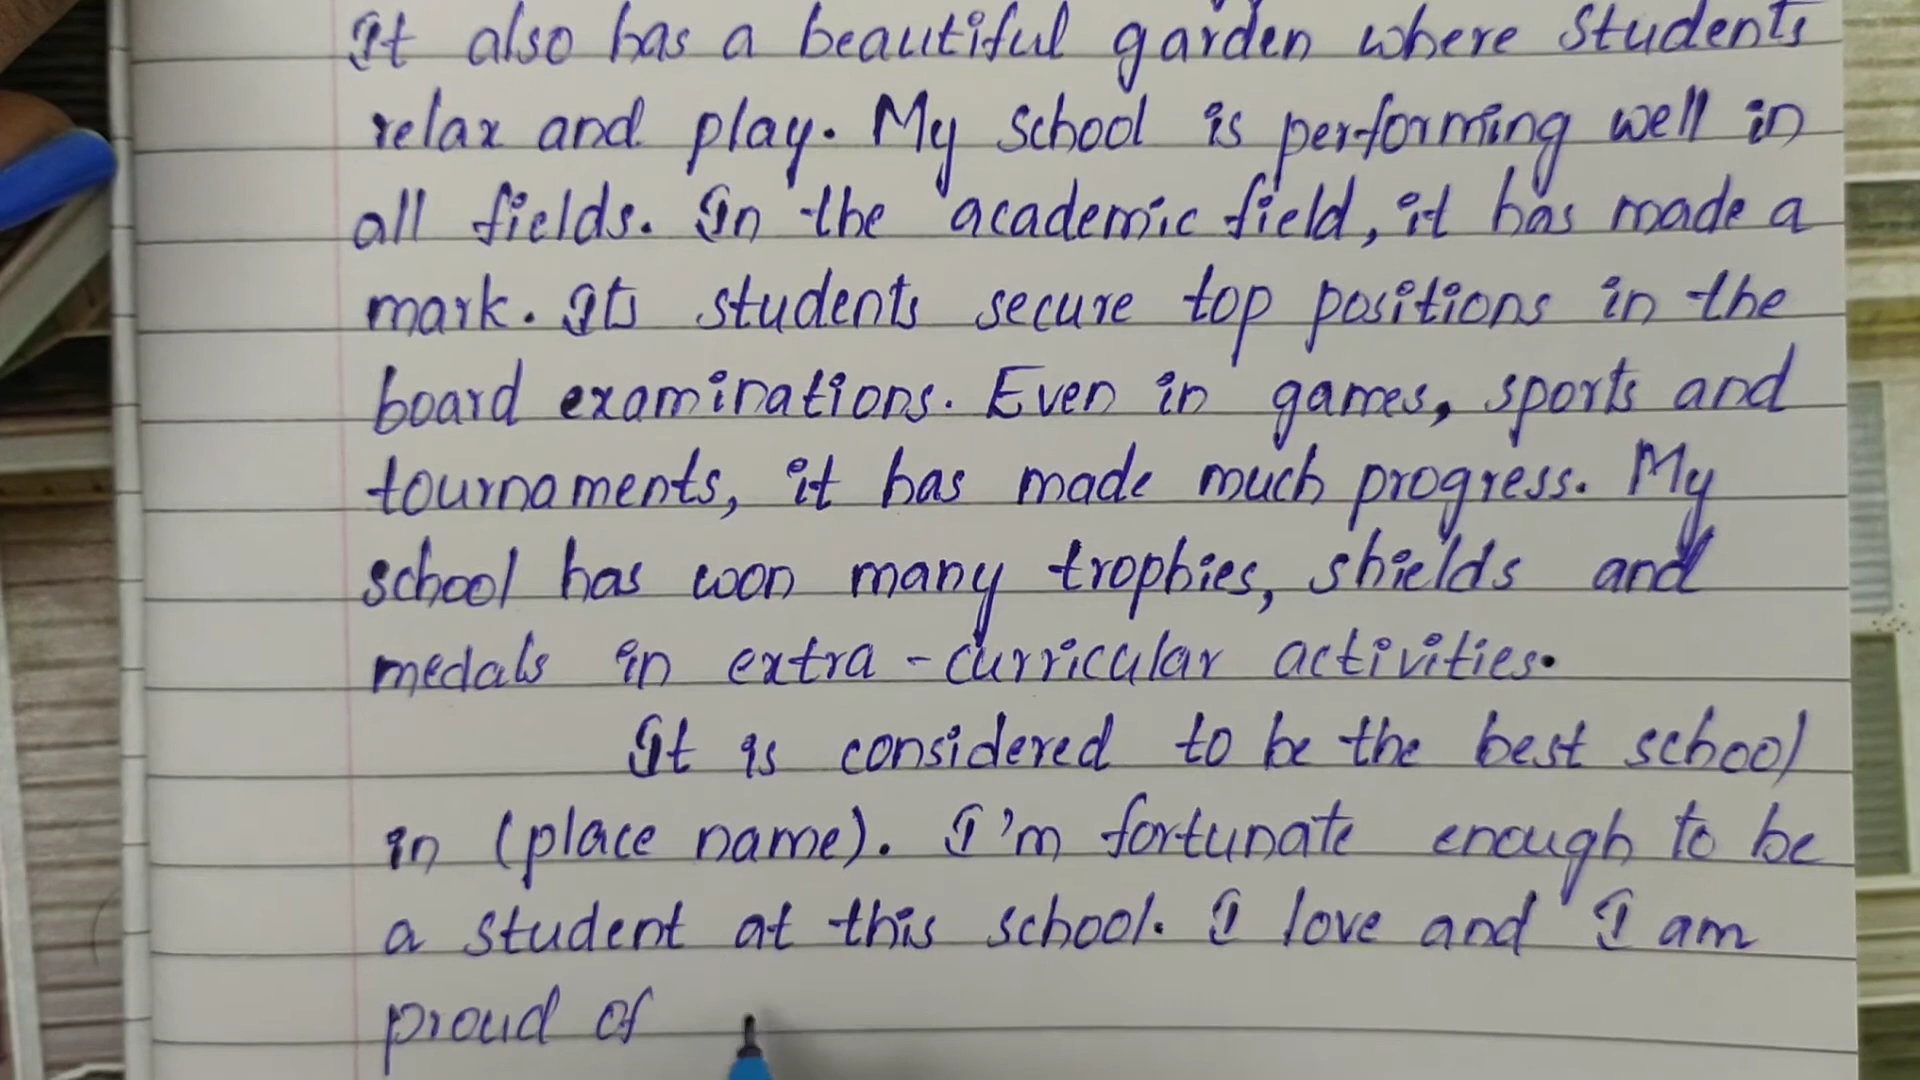 It also has a beautiful garden where students
relax and play. My school is performing well in
all fields. In the academic field, it has made a
mark. Its students secure top positions in the
board examinations. Even in games, sports and
tournaments, it has made much progress. My
school has won many trophies, shields and
medals in extra-curricular activities.
It is considered to be the best school
in (place name). I'm fortunate enough to be
a student at this school. I love and I am
proud of